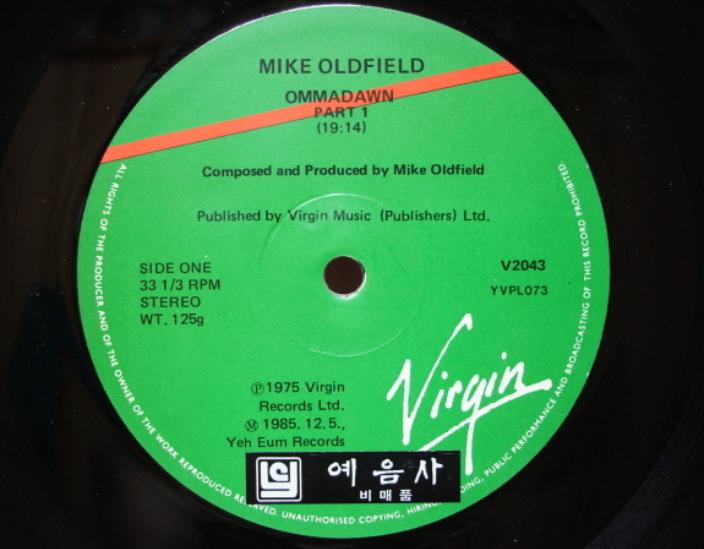 MIKE OLDFIELD
OMMADAWN
PART 1
(19:14)
Composed and Produced by Mike Oldfield
Published by Virgin Music (Publishers) Ltd.
SIDE ONE
33 1/3 RPM
STEREO
WT. 125g
V2043
YVPL073
Ⓟ1975 Virgin
Records Ltd.
Ⓜ 1985. 12. 5.,
Yeh Eum Records
Virgin
예음사
비매품
ALL RIGHTS OF THE PRODUCER AND OF THE OWNER OF THE WORK REPRODUCED RESERVED. UNAUTHORISED COPYING, HIRING, PUBLIC PERFORMANCE AND BROADCASTING OF THIS RECORD PROHIBITED.